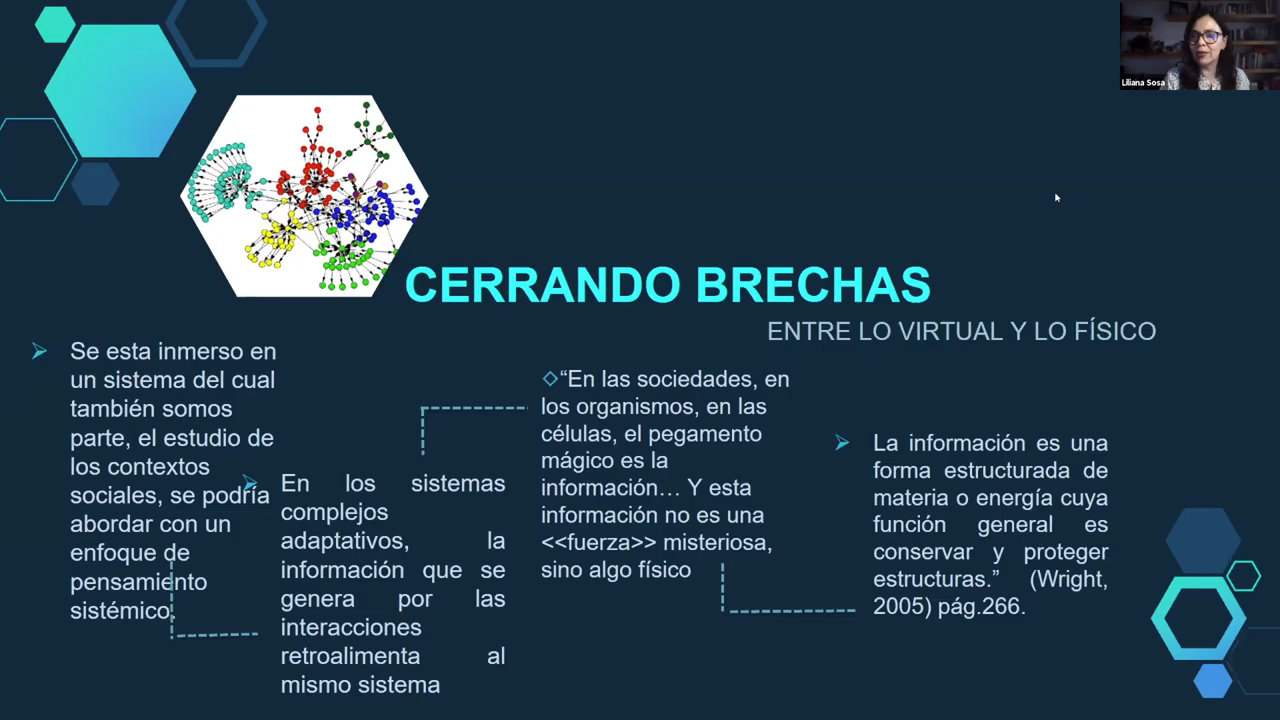 Liliana Sosa
CERRANDO BRECHAS
ENTRE LO VIRTUAL Y LO FÍSICO
Se esta inmerso en
un sistema del cual
también somos
parte, el estudio de
los contextos
sociales, se podría
abordar con un
enfoque de
pensamiento
sistémico.
En los sistemas
complejos
adaptativos, la
información que se
genera por las
interacciones
retroalimenta al
mismo sistema
“En las sociedades, en
los organismos, en las
células, el pegamento
mágico es la
información… Y esta
información no es una
<<fuerza>> misteriosa,
sino algo físico
La información es una
forma estructurada de
materia o energía cuya
función general es
conservar y proteger
estructuras.” (Wright,
2005) pág.266.